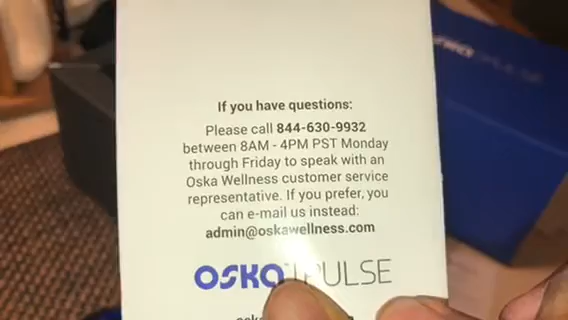 If you have questions:
Please call 844-630-9932
between 8AM - 4PM PST Monday
through Friday to speak with an
Oska Wellness customer service
representative. If you prefer, you
can e-mail us instead:
admin@oskawellness.com
OSKA PULSE
PULSE